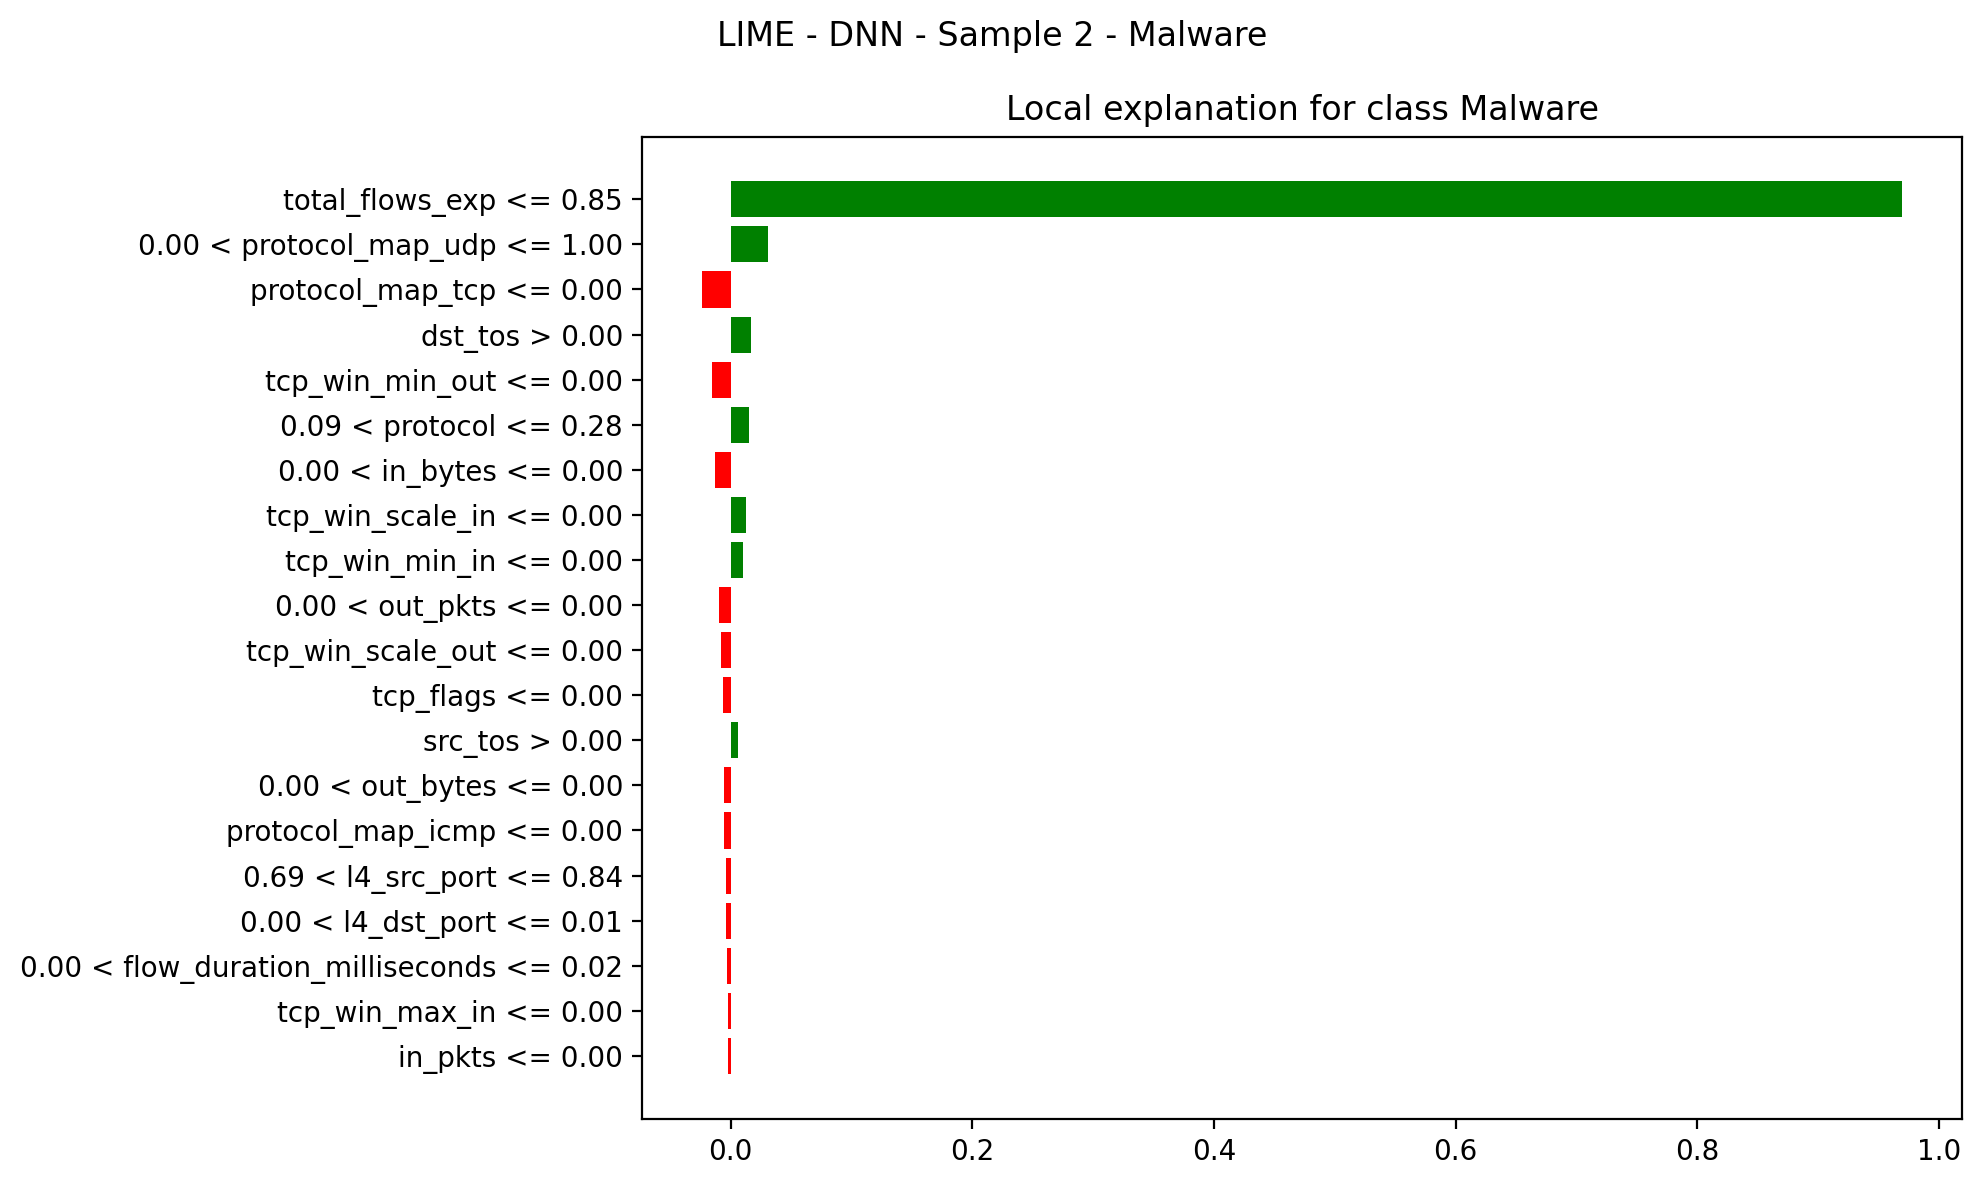 LIME - DNN - Sample 2 - Malware
Local explanation for class Malware
total_flows_exp <= 0.85
0.00 < protocol_map_udp <= 1.00
protocol_map_tcp <= 0.00
dst_tos > 0.00
tcp_win_min_out <= 0.00
0.09 < protocol <= 0.28
0.00 < in_bytes <= 0.00
tcp_win_scale_in <= 0.00
tcp_win_min_in <= 0.00
0.00 < out_pkts <= 0.00
tcp_win_scale_out <= 0.00
tcp_flags <= 0.00
src_tos > 0.00
0.00 < out_bytes <= 0.00
protocol_map_icmp <= 0.00
0.69 < l4_src_port <= 0.84
0.00 < l4_dst_port <= 0.01
0.00 < flow_duration_milliseconds <= 0.02
tcp_win_max_in <= 0.00
in_pkts <= 0.00
0.0 0.2 0.4 0.6 0.8 1.0